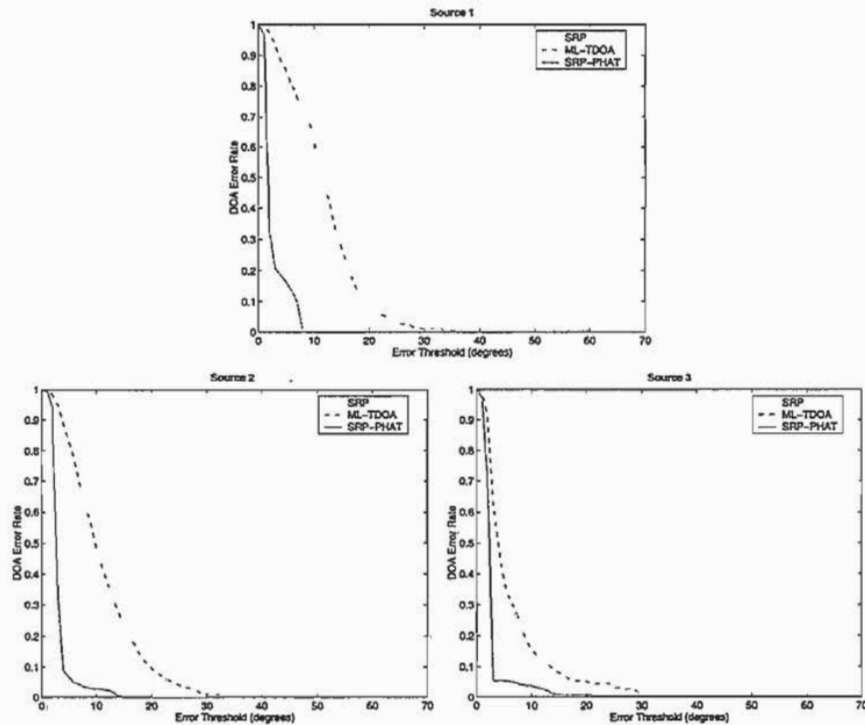 Source 1
SRP
ML-TDOA
SRP-PHAT
1
0.9
0.8
0.7
0.6
0.5
0.4
0.3
0.2
0.1
0
DOA Error Rate
0 10 20 30 40 50 60 70
Error Threshold (degrees)
Source 2
SRP
ML-TDOA
SRP-PHAT
1
0.9
0.8
0.7
0.6
0.5
0.4
0.3
0.2
0.1
0
DOA Error Rate
0 10 20 30 40 50 60 70
Error Threshold (degrees)
Source 3
SRP
ML-TDOA
SRP-PHAT
1
0.9
0.8
0.7
0.6
0.5
0.4
0.3
0.2
0.1
0
DOA Error Rate
0 10 20 30 40 50 60 70
Error Threshold (degrees)